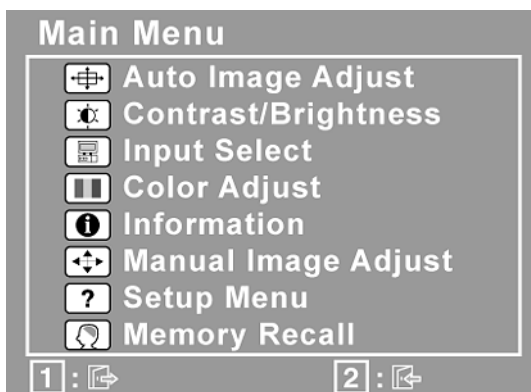 Main Menu
Auto Image Adjust
Contrast/Brightness
Input Select
Color Adjust
Information
Manual Image Adjust
? Setup Menu
Memory Recall
1 : 2 :